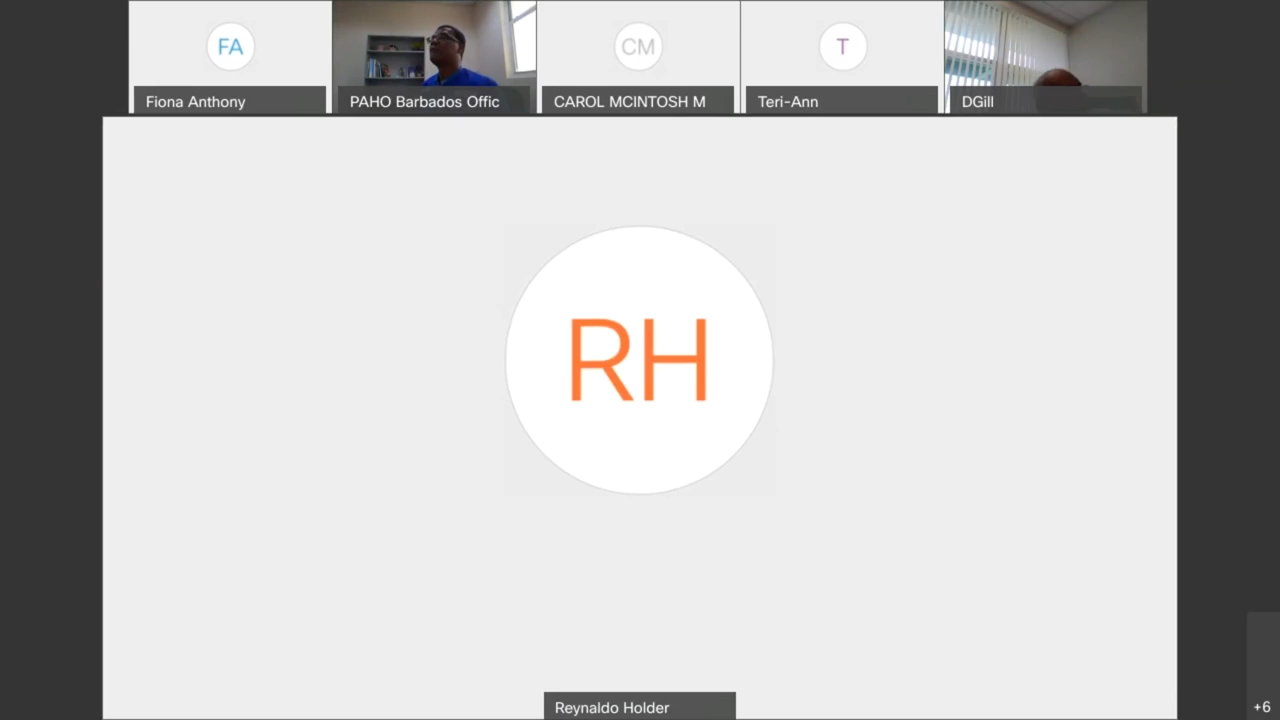 FA
CM
T
Fiona Anthony
PAHO Barbados Offic
CAROL MCINTOSH M
Teri-Ann
DGill
RH
Reynaldo Holder
+6